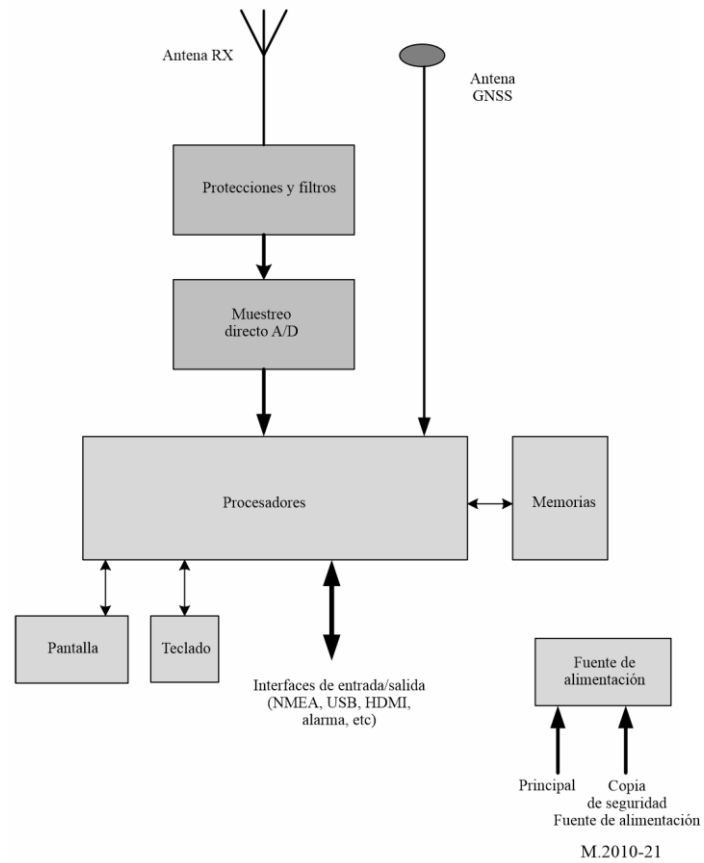 Antena RX
Antena
GNSS
Protecciones y filtros
Muestreo
directo A/D
Procesadores
Memorias
Pantalla
Teclado
Interfaces de entrada/salida
(NMEA, USB, HDMI,
alarma, etc)
Fuente de
alimentación
Principal
Copia
de seguridad
Fuente de alimentación
M.2010-21